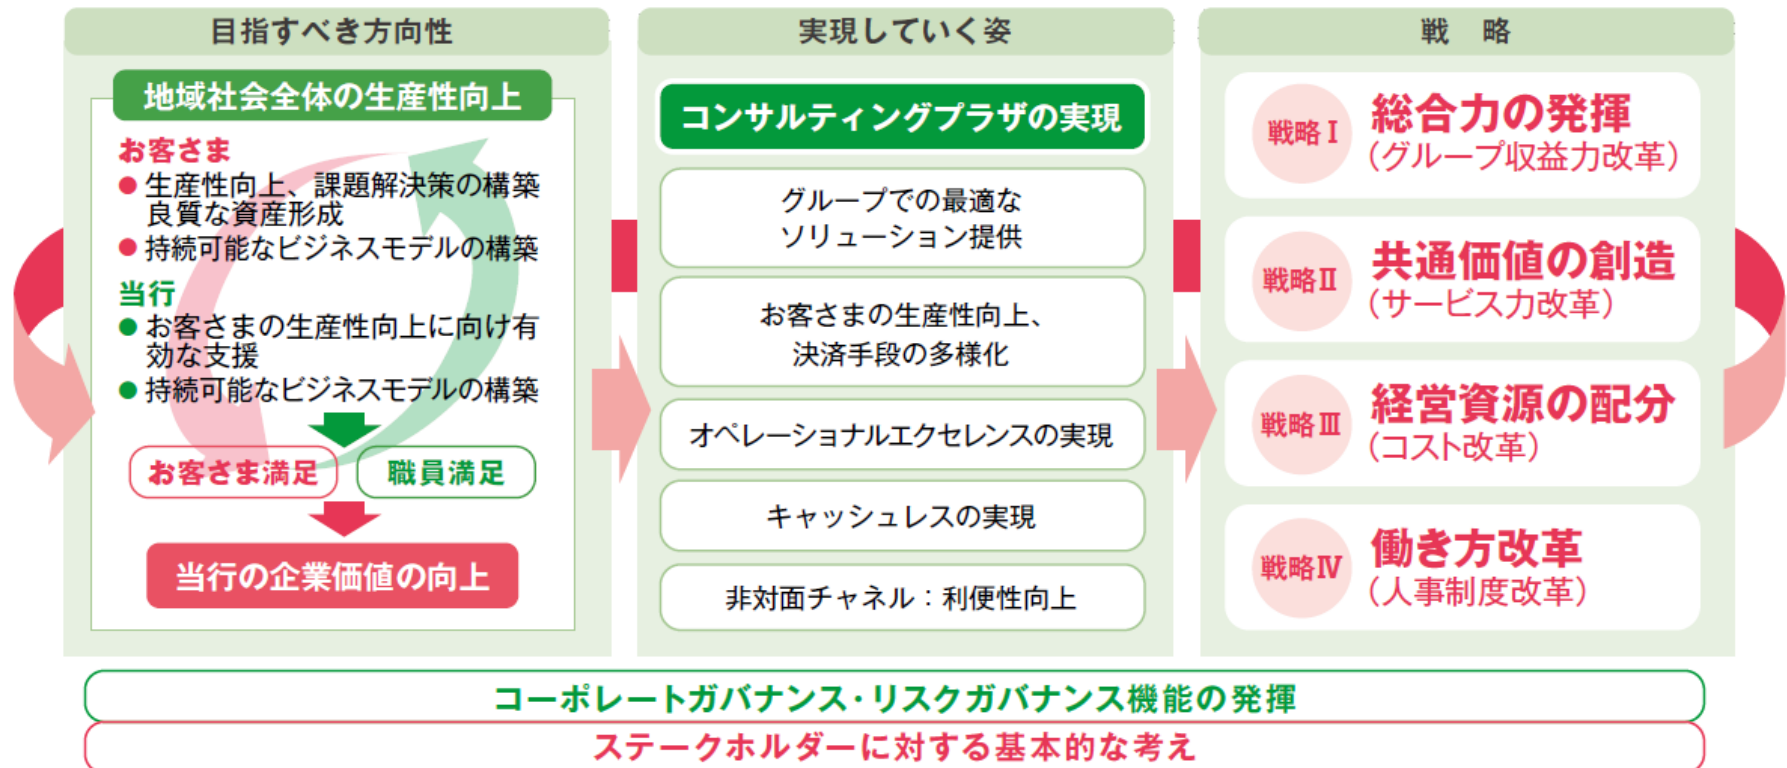 目指すべき方向性
地域社会全体の生産性向上
お客さま
● 生産性向上、課題解決策の構築
良質な資産形成
● 持続可能なビジネスモデルの構築
当行
● お客さまの生産性向上に向け有
効な支援
● 持続可能なビジネスモデルの構築
お客さま満足
職員満足
当行の企業価値の向上
実現していく姿
コンサルティングプラザの実現
グループでの最適な
ソリューション提供
お客さまの生産性向上、
決済手段の多様化
オペレーショナルエクセレンスの実現
キャッシュレスの実現
非対面チャネル：利便性向上
戦　略
戦略Ⅰ
総合力の発揮
（グループ収益力改革）
戦略Ⅱ
共通価値の創造
（サービス力改革）
戦略Ⅲ
経営資源の配分
（コスト改革）
戦略Ⅳ
働き方改革
（人事制度改革）
コーポレートガバナンス・リスクガバナンス機能の発揮
ステークホルダーに対する基本的な考え